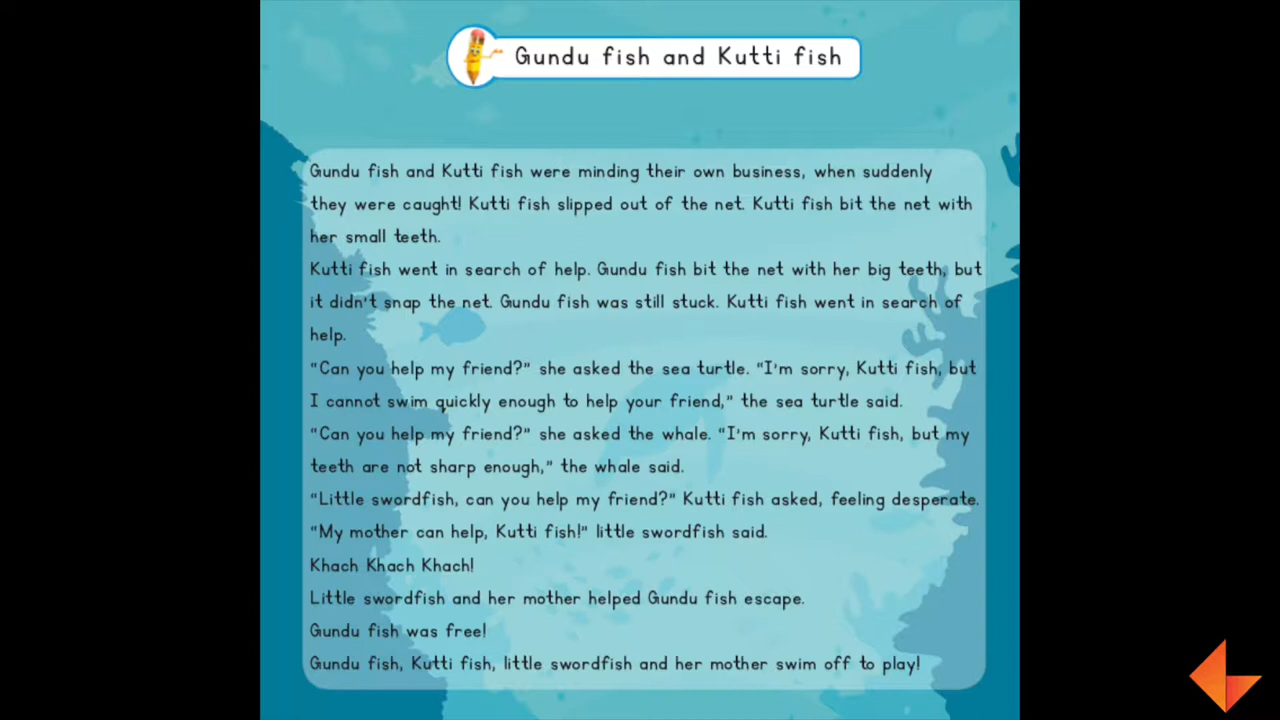 Gundu fish and Kutti fish
Gundu fish and Kutti fish were minding their own business, when suddenly
they were caught! Kutti fish slipped out of the net. Kutti fish bit the net with
her small teeth.
Kutti fish went in search of help. Gundu fish bit the net with her big teeth, but
it didn't snap the net. Gundu fish was still stuck. Kutti fish went in search of
help.
"Can you help my friend?" she asked the sea turtle. "I'm sorry, Kutti fish, but
I cannot swim quickly enough to help your friend," the sea turtle said.
"Can you help my friend?" she asked the whale. "I'm sorry, Kutti fish, but my
teeth are not sharp enough," the whale said.
"Little swordfish, can you help my friend?" Kutti fish asked, feeling desperate.
"My mother can help, Kutti fish!" little swordfish said.
Khach Khach Khach!
Little swordfish and her mother helped Gundu fish escape.
Gundu fish was free!
Gundu fish, Kutti fish, little swordfish and her mother swim off to play!